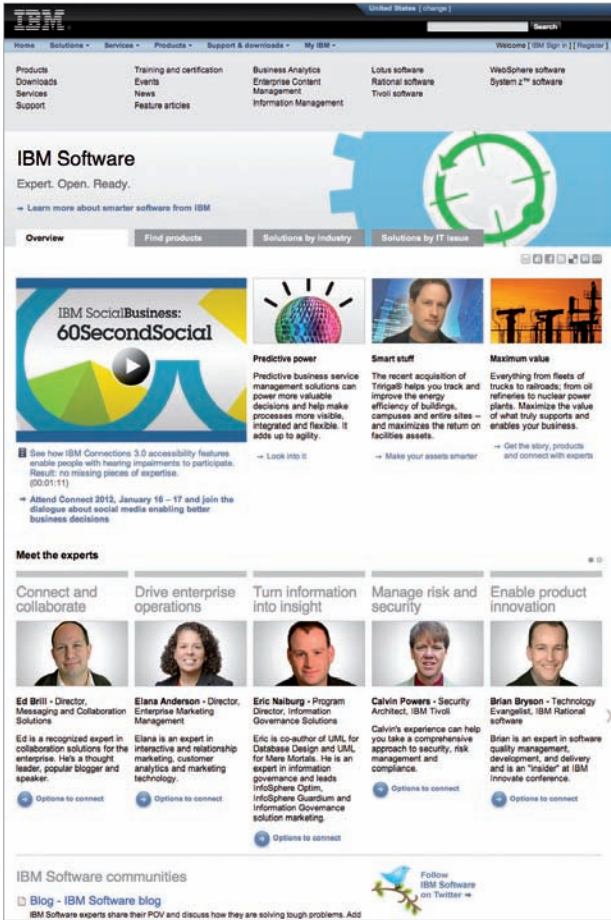 United States [ change ]
IBM
Search
Home Solutions Services Products Support & downloads My IBM Welcome [ IBM Sign in ] [ Register ]
Products
Downloads
Services
Support
Training and certification
Events
News
Feature articles
Business Analytics
Enterprise Content
Management
Information Management
Lotus software
Rational software
Tivoli software
WebSphere software
System z™ software
IBM Software
Expert. Open. Ready.
→ Learn more about smarter software from IBM
Overview Find products Solutions by industry Solutions by IT issue
IBM SocialBusiness:
60SecondSocial
See how IBM Connections 3.0 accessibility features
enable people with hearing impairments to participate.
Result: no missing pieces of expertise.
(00:01:11)
→ Attend Connect 2012, January 16 – 17 and join the
dialogue about social media enabling better
business decisions
Predictive power
Predictive business service
management solutions can
power more valuable
decisions and help make
processes more visible,
integrated and flexible. It
adds up to agility.
→ Look into it
Smart stuff
The recent acquisition of
Tririga® helps you track and
improve the energy
efficiency of buildings,
campuses and entire sites –
and maximizes the return on
facilities assets.
→ Make your assets smarter
Maximum value
Everything from fleets of
trucks to railroads; from oil
refineries to nuclear power
plants. Maximize the value
of what truly supports and
enables your business.
→ Get the story, products
and connect with experts
Meet the experts
Connect and
collaborate
Ed Brill - Director,
Messaging and Collaboration
Solutions
Ed is a recognized expert in
collaboration solutions for the
enterprise. He's a thought
leader, popular blogger and
speaker.
Options to connect
Drive enterprise
operations
Elana Anderson - Director,
Enterprise Marketing
Management
Elana is an expert in
interactive and relationship
marketing, customer
analytics and marketing
technology.
Options to connect
Turn information
into insight
Eric Naiburg - Program
Director, Information
Governance Solutions
Eric is co-author of UML for
Database Design and UML
for Mere Mortals. He is an
expert in information
governance and leads
InfoSphere Optim,
InfoSphere Guardium and
Information Governance
solution marketing.
Options to connect
Manage risk and
security
Calvin Powers - Security
Architect, IBM Tivoli
Calvin's experience can help
you take a comprehensive
approach to security, risk
management and
compliance.
Options to connect
Enable product
innovation
Brian Bryson - Technology
Evangelist, IBM Rational
software
Brian is an expert in software
quality management,
development, and delivery
and is an "insider" at IBM
Innovate conference.
Options to connect
IBM Software communities
Blog - IBM Software blog
IBM Software experts share their POV and discuss how they are solving tough problems. Add
Follow
IBM Software
on Twitter →